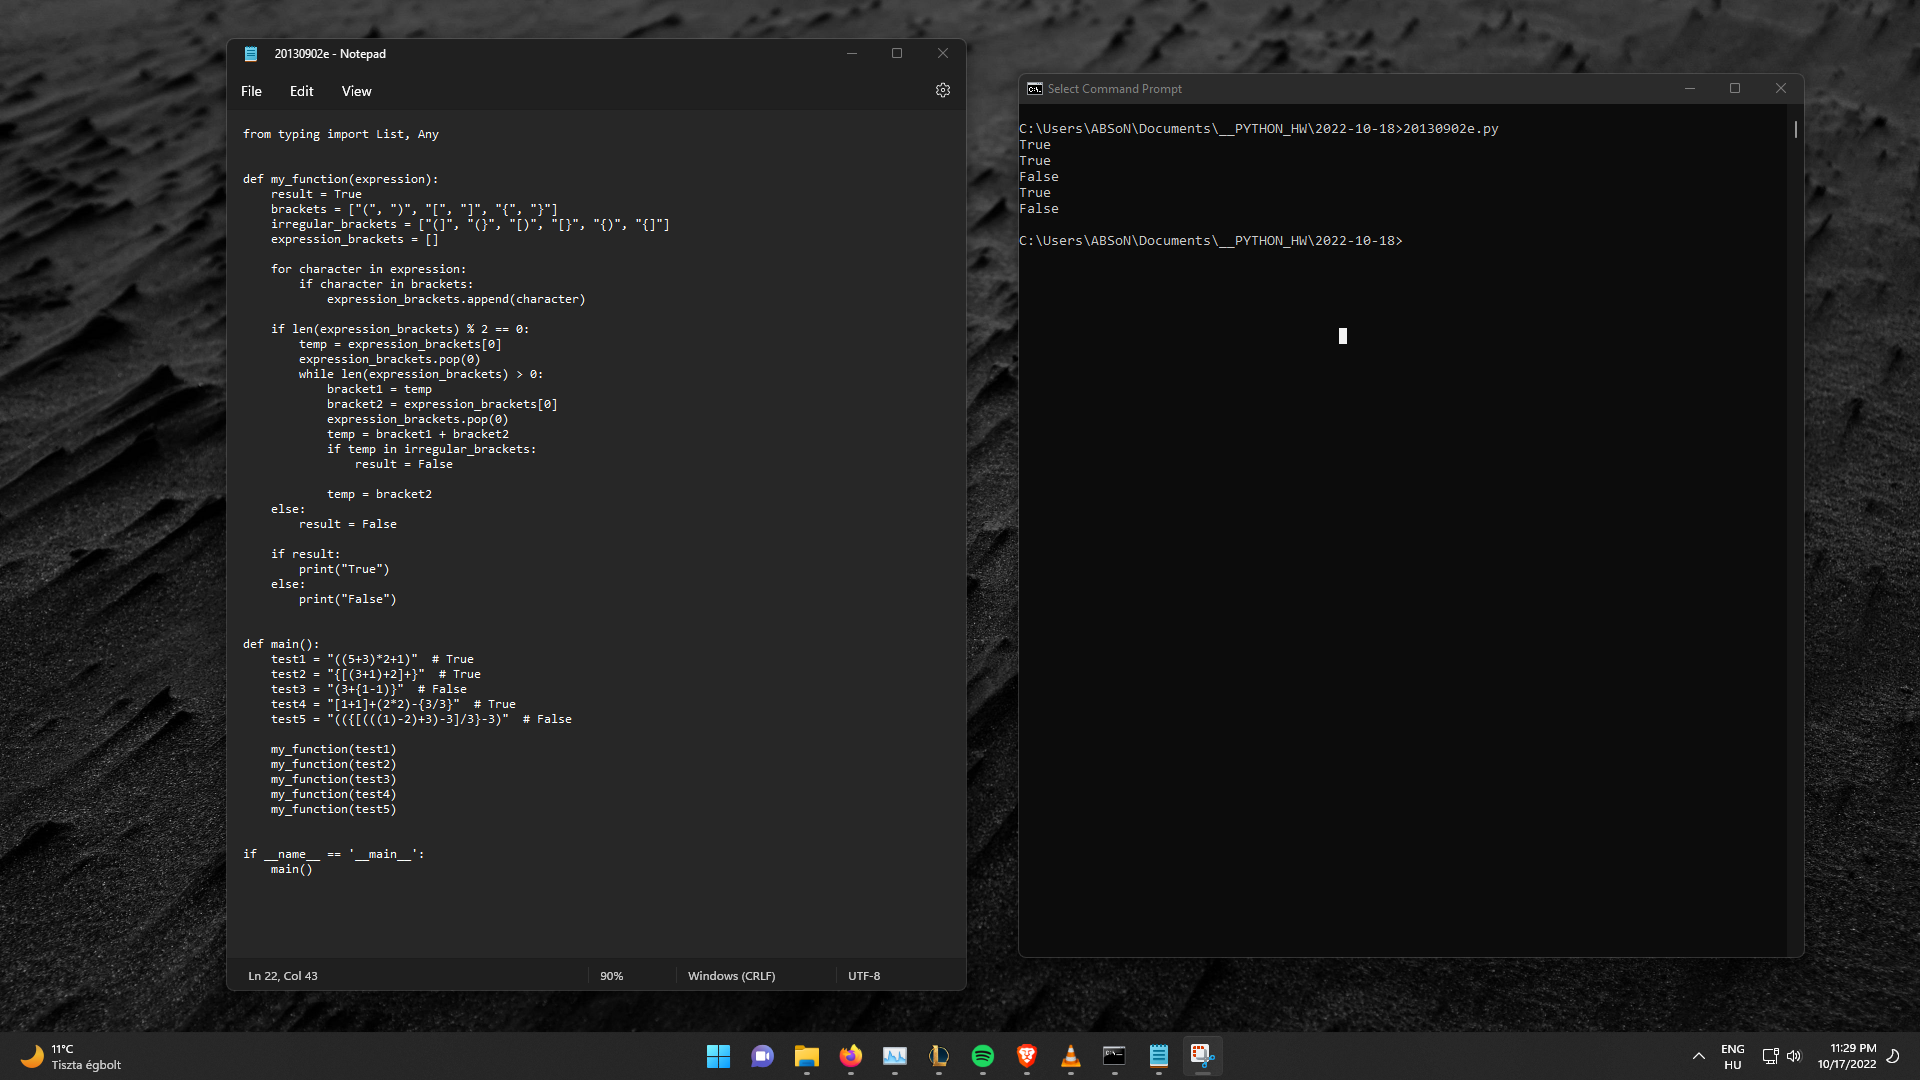 20130902e - Notepad
File Edit View
from typing import List, Any
def my_function(expression):
    result = True
    brackets = ["(", ")", "[", "]", "{", "}"]
    irregular_brackets = ["(]", "(}", "[)", "[}", "{)", "{]"]
    expression_brackets = []
    for character in expression:
        if character in brackets:
            expression_brackets.append(character)
    if len(expression_brackets) % 2 == 0:
        temp = expression_brackets[0]
        expression_brackets.pop(0)
        while len(expression_brackets) > 0:
            bracket1 = temp
            bracket2 = expression_brackets[0]
            expression_brackets.pop(0)
            temp = bracket1 + bracket2
            if temp in irregular_brackets:
                result = False
            temp = bracket2
    else:
        result = False
    if result:
        print("True")
    else:
        print("False")
def main():
    test1 = "((5+3)*2+1)"  # True
    test2 = "{[(3+1)+2]+}"  # True
    test3 = "(3+{1-1)}"  # False
    test4 = "[1+1]+(2*2)-{3/3}"  # True
    test5 = "(({[(((1)-2)+3)-3]/3}-3)"  # False
    my_function(test1)
    my_function(test2)
    my_function(test3)
    my_function(test4)
    my_function(test5)
if __name__ == '__main__':
    main()
Ln 22, Col 43 90% Windows (CRLF) UTF-8
Select Command Prompt
C:\Users\ABSoN\Documents\__PYTHON_HW\2022-10-18>20130902e.py
True
True
False
True
False
C:\Users\ABSoN\Documents\__PYTHON_HW\2022-10-18>
11°C
Tiszta égbolt
ENG
HU
11:29 PM
10/17/2022